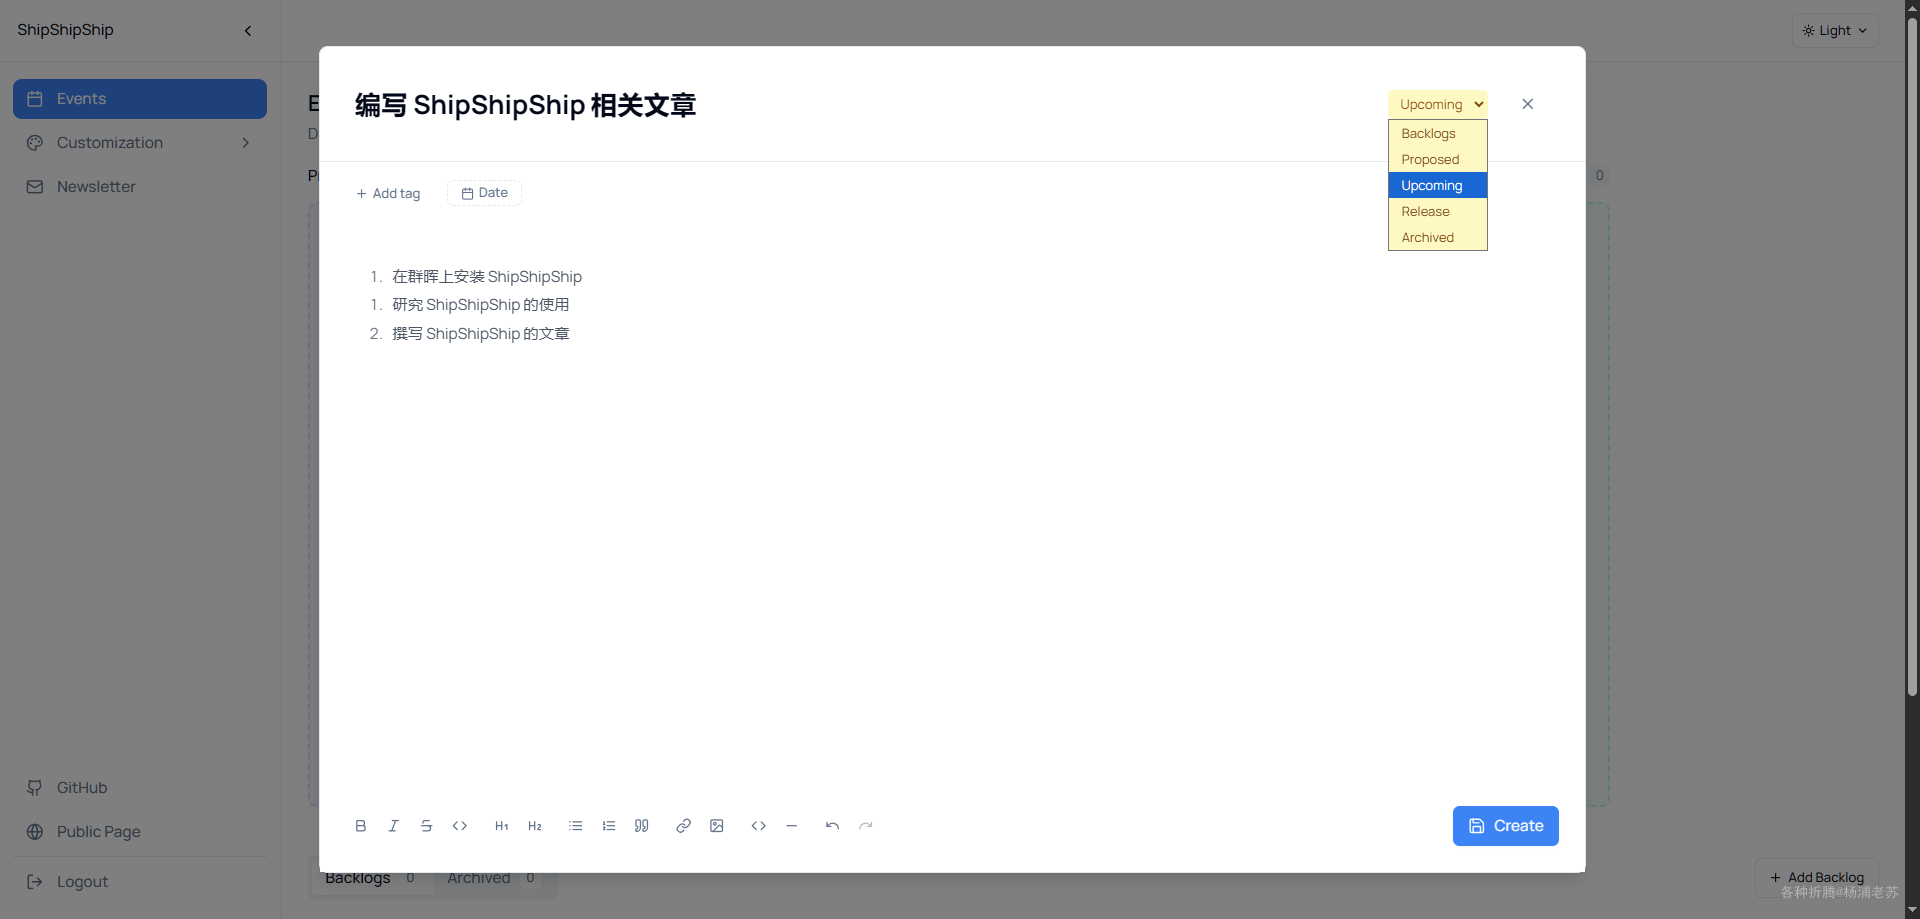 ShipShipShip
Light
Events
Customization
Newsletter
编写 ShipShipShip 相关文章
Upcoming
Backlogs
Proposed
Upcoming
Release
Archived
Add tag
Date
0
1. 在群晖上安装 ShipShipShip
1. 研究 ShipShipShip 的使用
2. 撰写 ShipShipShip 的文章
GitHub
Public Page
Logout
B
I
S
H1
H2
Create
Backlogs 0
Archived 0
Add Backlog
各种折腾@杨浦老苏